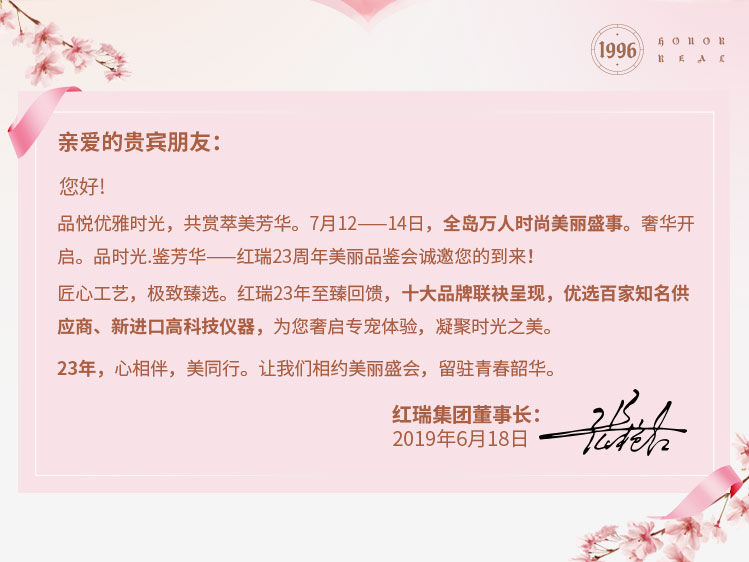 1996
HONOR
REAL
亲爱的贵宾朋友：
您好!
品悦优雅时光，共赏萃美芳华。7月12——14日，全岛万人时尚美丽盛事。奢华开
启。品时光.鉴芳华——红瑞23周年美丽品鉴会诚邀您的到来！
匠心工艺，极致臻选。红瑞23年至臻回馈，十大品牌联袂呈现，优选百家知名供
应商、新进口高科技仪器，为您奢启专宠体验，凝聚时光之美。
23年，心相伴，美同行。让我们相约美丽盛会，留驻青春韶华。
红瑞集团董事长：
2019年6月18日